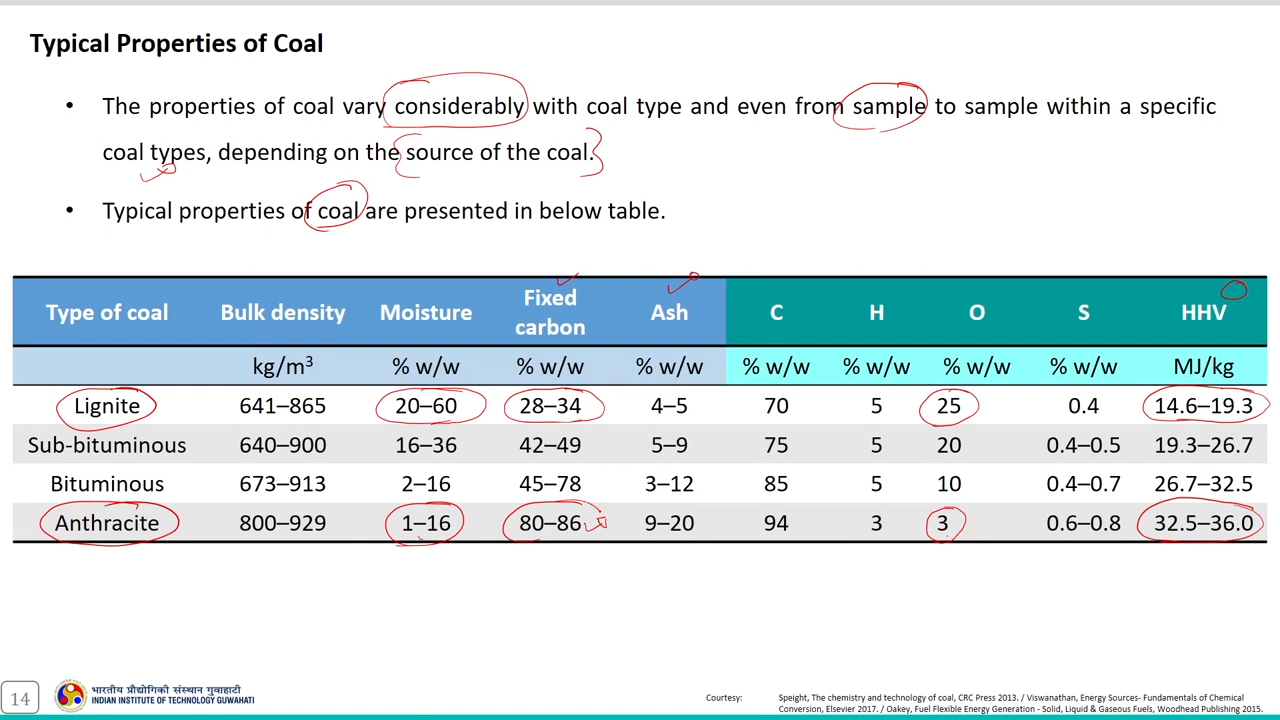 Typical Properties of Coal
• The properties of coal vary considerably with coal type and even from sample to sample within a specific
coal types, depending on the source of the coal.
• Typical properties of coal are presented in below table.
Type of coal Bulk density Moisture Fixed carbon Ash C H O S HHV
kg/m³ % w/w % w/w % w/w % w/w % w/w % w/w % w/w MJ/kg
Lignite 641–865 20–60 28–34 4–5 70 5 25 0.4 14.6–19.3
Sub-bituminous 640–900 16–36 42–49 5–9 75 5 20 0.4–0.5 19.3–26.7
Bituminous 673–913 2–16 45–78 3–12 85 5 10 0.4–0.7 26.7–32.5
Anthracite 800–929 1–16 80–86 9–20 94 3 3 0.6–0.8 32.5–36.0
14
भारतीय प्रौद्योगिकी संस्थान गुवाहाटी
INDIAN INSTITUTE OF TECHNOLOGY GUWAHATI
Courtesy: Speight, The chemistry and technology of coal, CRC Press 2013. / Viswanathan, Energy Sources- Fundamentals of Chemical
Conversion, Elsevier 2017. / Oakey, Fuel Flexible Energy Generation - Solid, Liquid & Gaseous Fuels, Woodhead Publishing 2015.